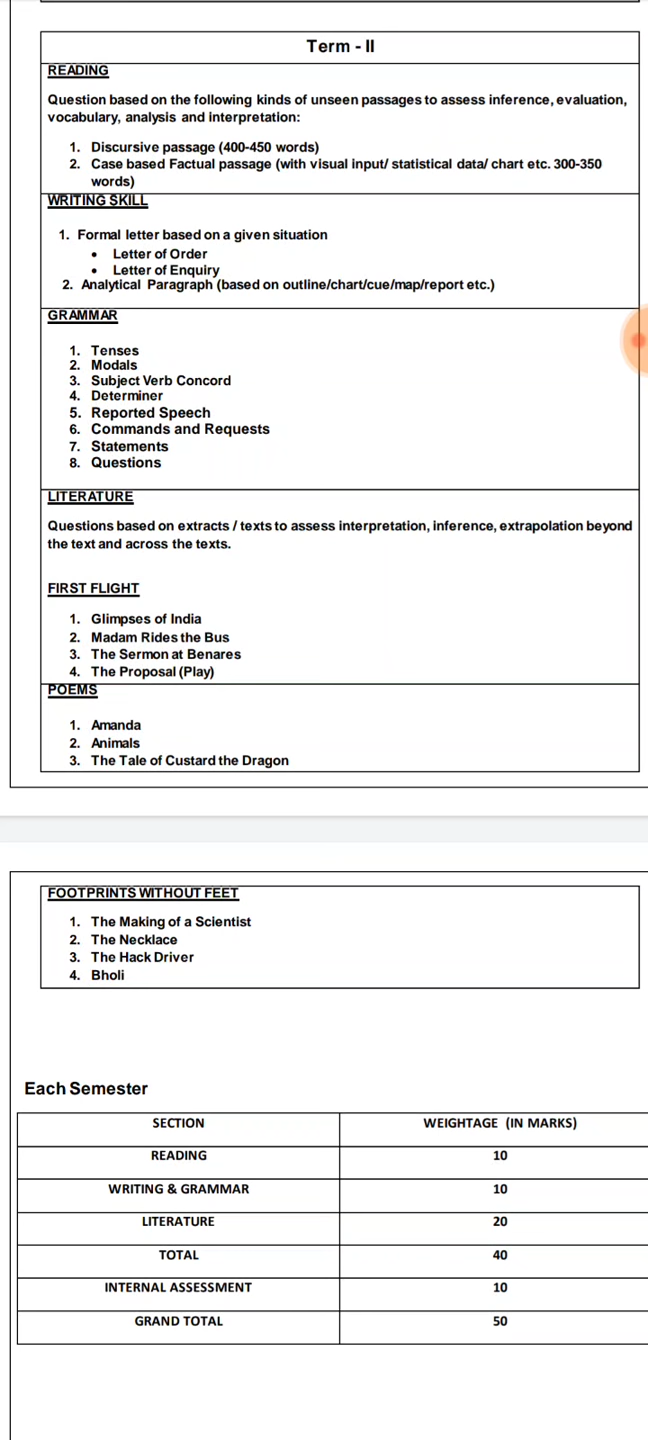 Term - II
READING
Question based on the following kinds of unseen passages to assess inference, evaluation,
vocabulary, analysis and interpretation:
1. Discursive passage (400-450 words)
2. Case based Factual passage (with visual input/ statistical data/ chart etc. 300-350
words)
WRITING SKILL
1. Formal letter based on a given situation
• Letter of Order
• Letter of Enquiry
2. Analytical Paragraph (based on outline/chart/cue/map/report etc.)
GRAMMAR
1. Tenses
2. Modals
3. Subject Verb Concord
4. Determiner
5. Reported Speech
6. Commands and Requests
7. Statements
8. Questions
LITERATURE
Questions based on extracts / texts to assess interpretation, inference, extrapolation beyond
the text and across the texts.
FIRST FLIGHT
1. Glimpses of India
2. Madam Rides the Bus
3. The Sermon at Benares
4. The Proposal (Play)
POEMS
1. Amanda
2. Animals
3. The Tale of Custard the Dragon
FOOTPRINTS WITHOUT FEET
1. The Making of a Scientist
2. The Necklace
3. The Hack Driver
4. Bholi
Each Semester
SECTION WEIGHTAGE (IN MARKS)
READING 10
WRITING & GRAMMAR 10
LITERATURE 20
TOTAL 40
INTERNAL ASSESSMENT 10
GRAND TOTAL 50